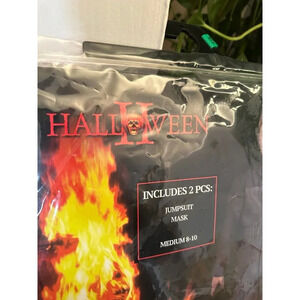 HALLOWEEN
II
INCLUDES 2 PCS:
JUMPSUIT
MASK
MEDIUM 8-10